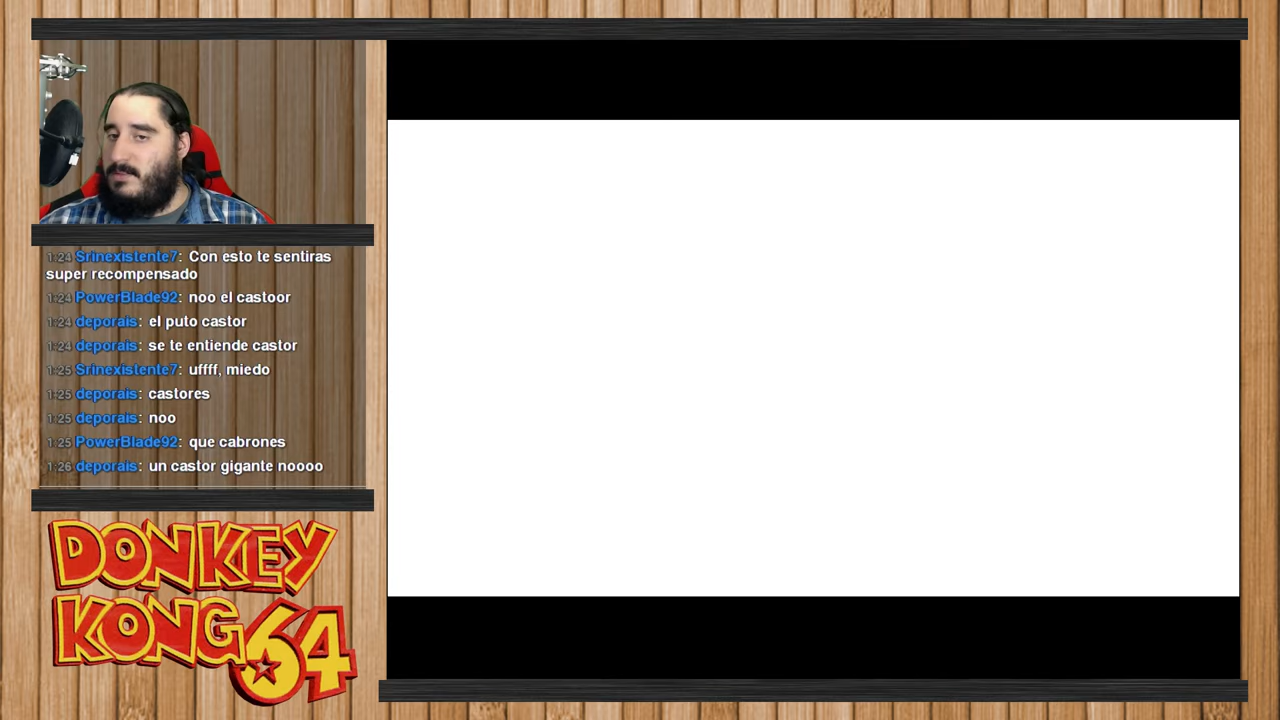 1:24 Srinexistente7: Con esto te sentiras
super recompensado
1:24 PowerBlade92: noo el castoor
1:24 deporais: el puto castor
1:24 deporais: se te entiende castor
1:25 Srinexistente7: uffff, miedo
1:25 deporais: castores
1:25 deporais: noo
1:25 PowerBlade92: que cabrones
1:26 deporais: un castor gigante noooo
DONKEY
KONG 64